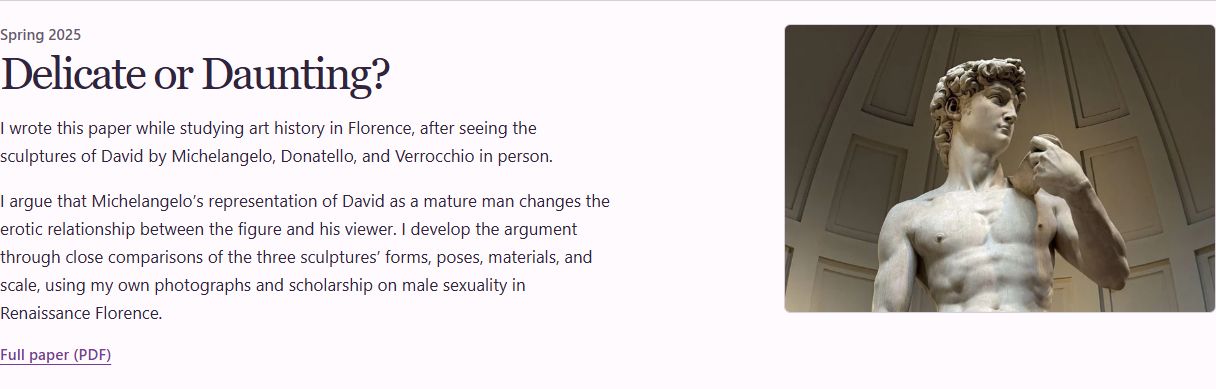 Spring 2025
Delicate or Daunting?
I wrote this paper while studying art history in Florence, after seeing the
sculptures of David by Michelangelo, Donatello, and Verrocchio in person.
I argue that Michelangelo’s representation of David as a mature man changes the
erotic relationship between the figure and his viewer. I develop the argument
through close comparisons of the three sculptures’ forms, poses, materials, and
scale, using my own photographs and scholarship on male sexuality in
Renaissance Florence.
Full paper (PDF)